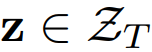 𝐳 ∈ 𝒵_T